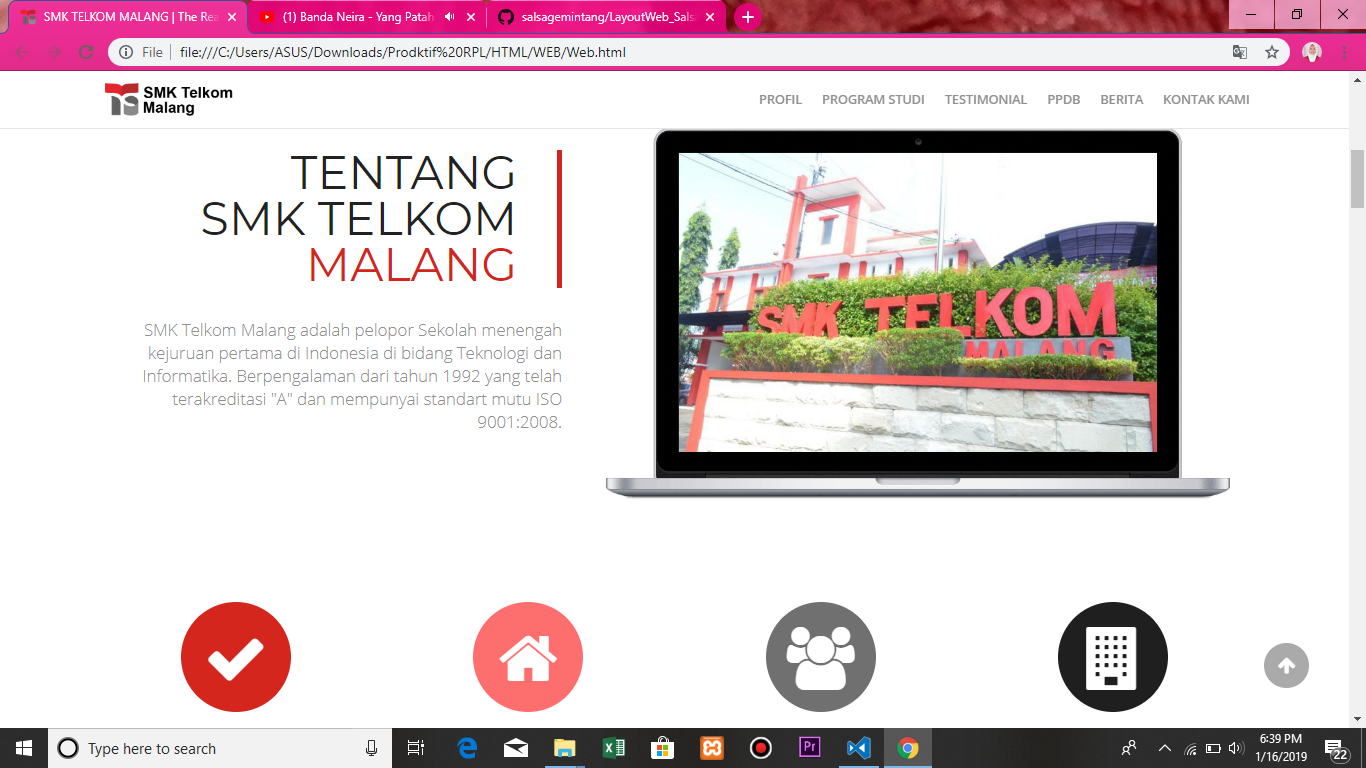 SMK TELKOM MALANG | The Rea
(1) Banda Neira - Yang Patah
salsagemintang/LayoutWeb_Salsa
File
file:///C:/Users/ASUS/Downloads/Prodktif%20RPL/HTML/WEB/Web.html
SMK Telkom
Malang
PROFIL
PROGRAM STUDI
TESTIMONIAL
PPDB
BERITA
KONTAK KAMI
TENTANG
SMK TELKOM
MALANG
SMK Telkom Malang adalah pelopor Sekolah menengah
kejuruan pertama di Indonesia di bidang Teknologi dan
Informatika. Berpengalaman dari tahun 1992 yang telah
terakreditasi "A" dan mempunyai standart mutu ISO
9001:2008.
SMK TELKOM
MALANG
Type here to search
Pr
6:39 PM
1/16/2019
22